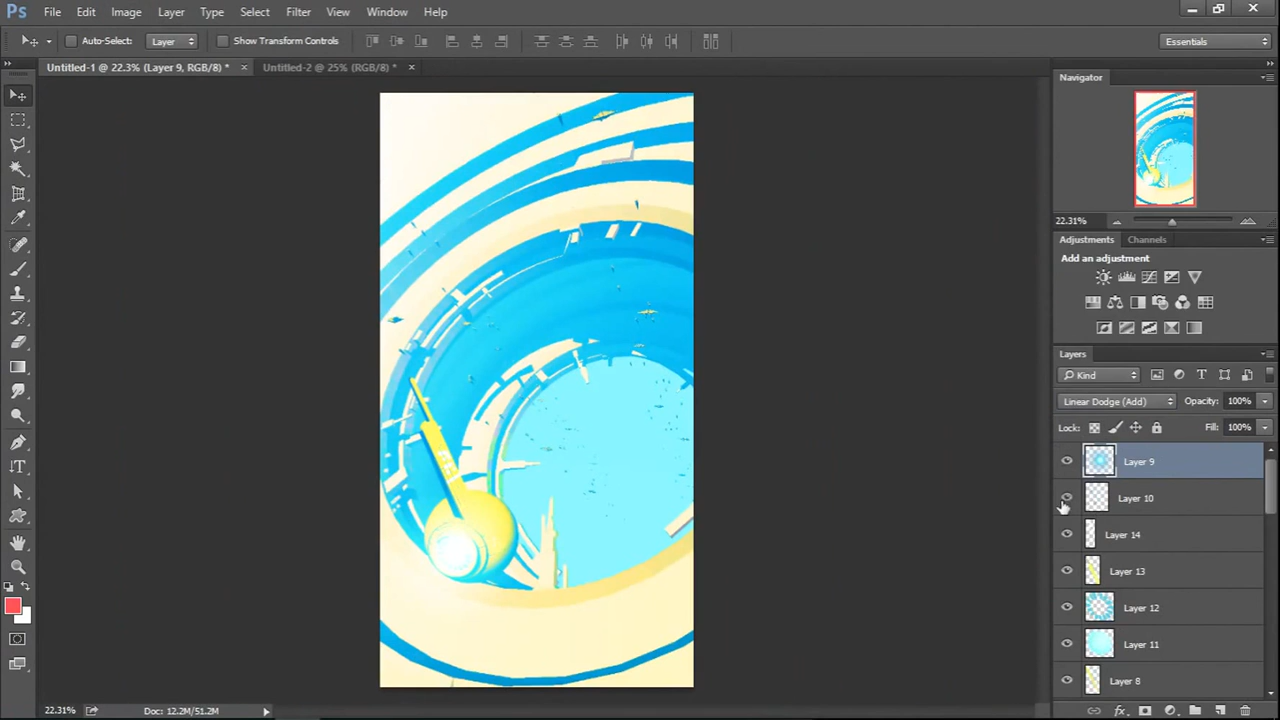 Ps File Edit Image Layer Type Select Filter View Window Help
Auto-Select: Layer Show Transform Controls Essentials
Untitled-1 @ 22.3% (Layer 9, RGB/8) * × Untitled-2 @ 25% (RGB/8) * ×
Navigator
22.31%
Adjustments Channels
Add an adjustment
Layers
Kind
Linear Dodge (Add) Opacity: 100%
Lock: Fill: 100%
Layer 9
Layer 10
Layer 14
Layer 13
Layer 12
Layer 11
Layer 8
22.31% Doc: 12.2M/51.2M